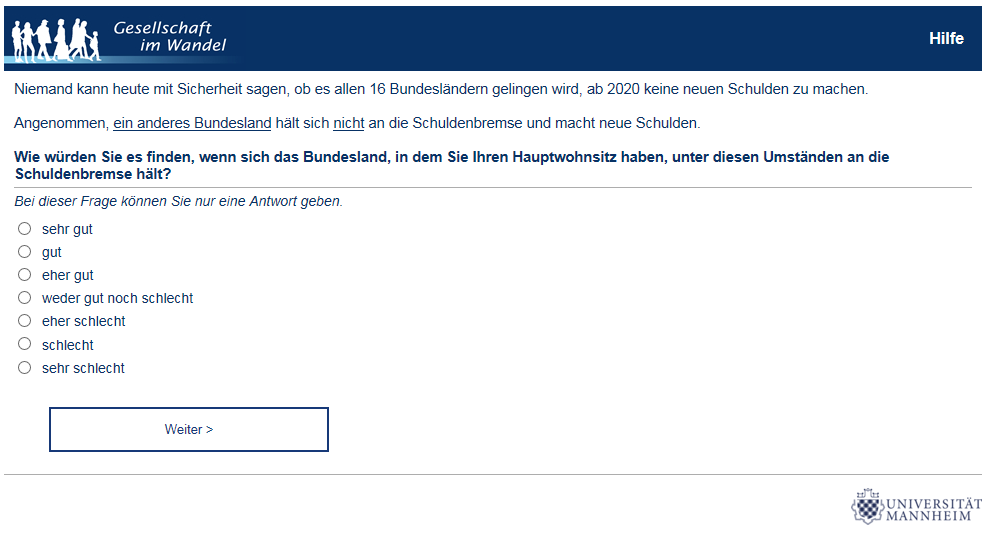 Gesellschaft
im Wandel
Hilfe
Niemand kann heute mit Sicherheit sagen, ob es allen 16 Bundesländern gelingen wird, ab 2020 keine neuen Schulden zu machen.
Angenommen, ein anderes Bundesland hält sich nicht an die Schuldenbremse und macht neue Schulden.
Wie würden Sie es finden, wenn sich das Bundesland, in dem Sie Ihren Hauptwohnsitz haben, unter diesen Umständen an die
Schuldenbremse hält?
Bei dieser Frage können Sie nur eine Antwort geben.
sehr gut
gut
eher gut
weder gut noch schlecht
eher schlecht
schlecht
sehr schlecht
Weiter >
UNIVERSITÄT
MANNHEIM